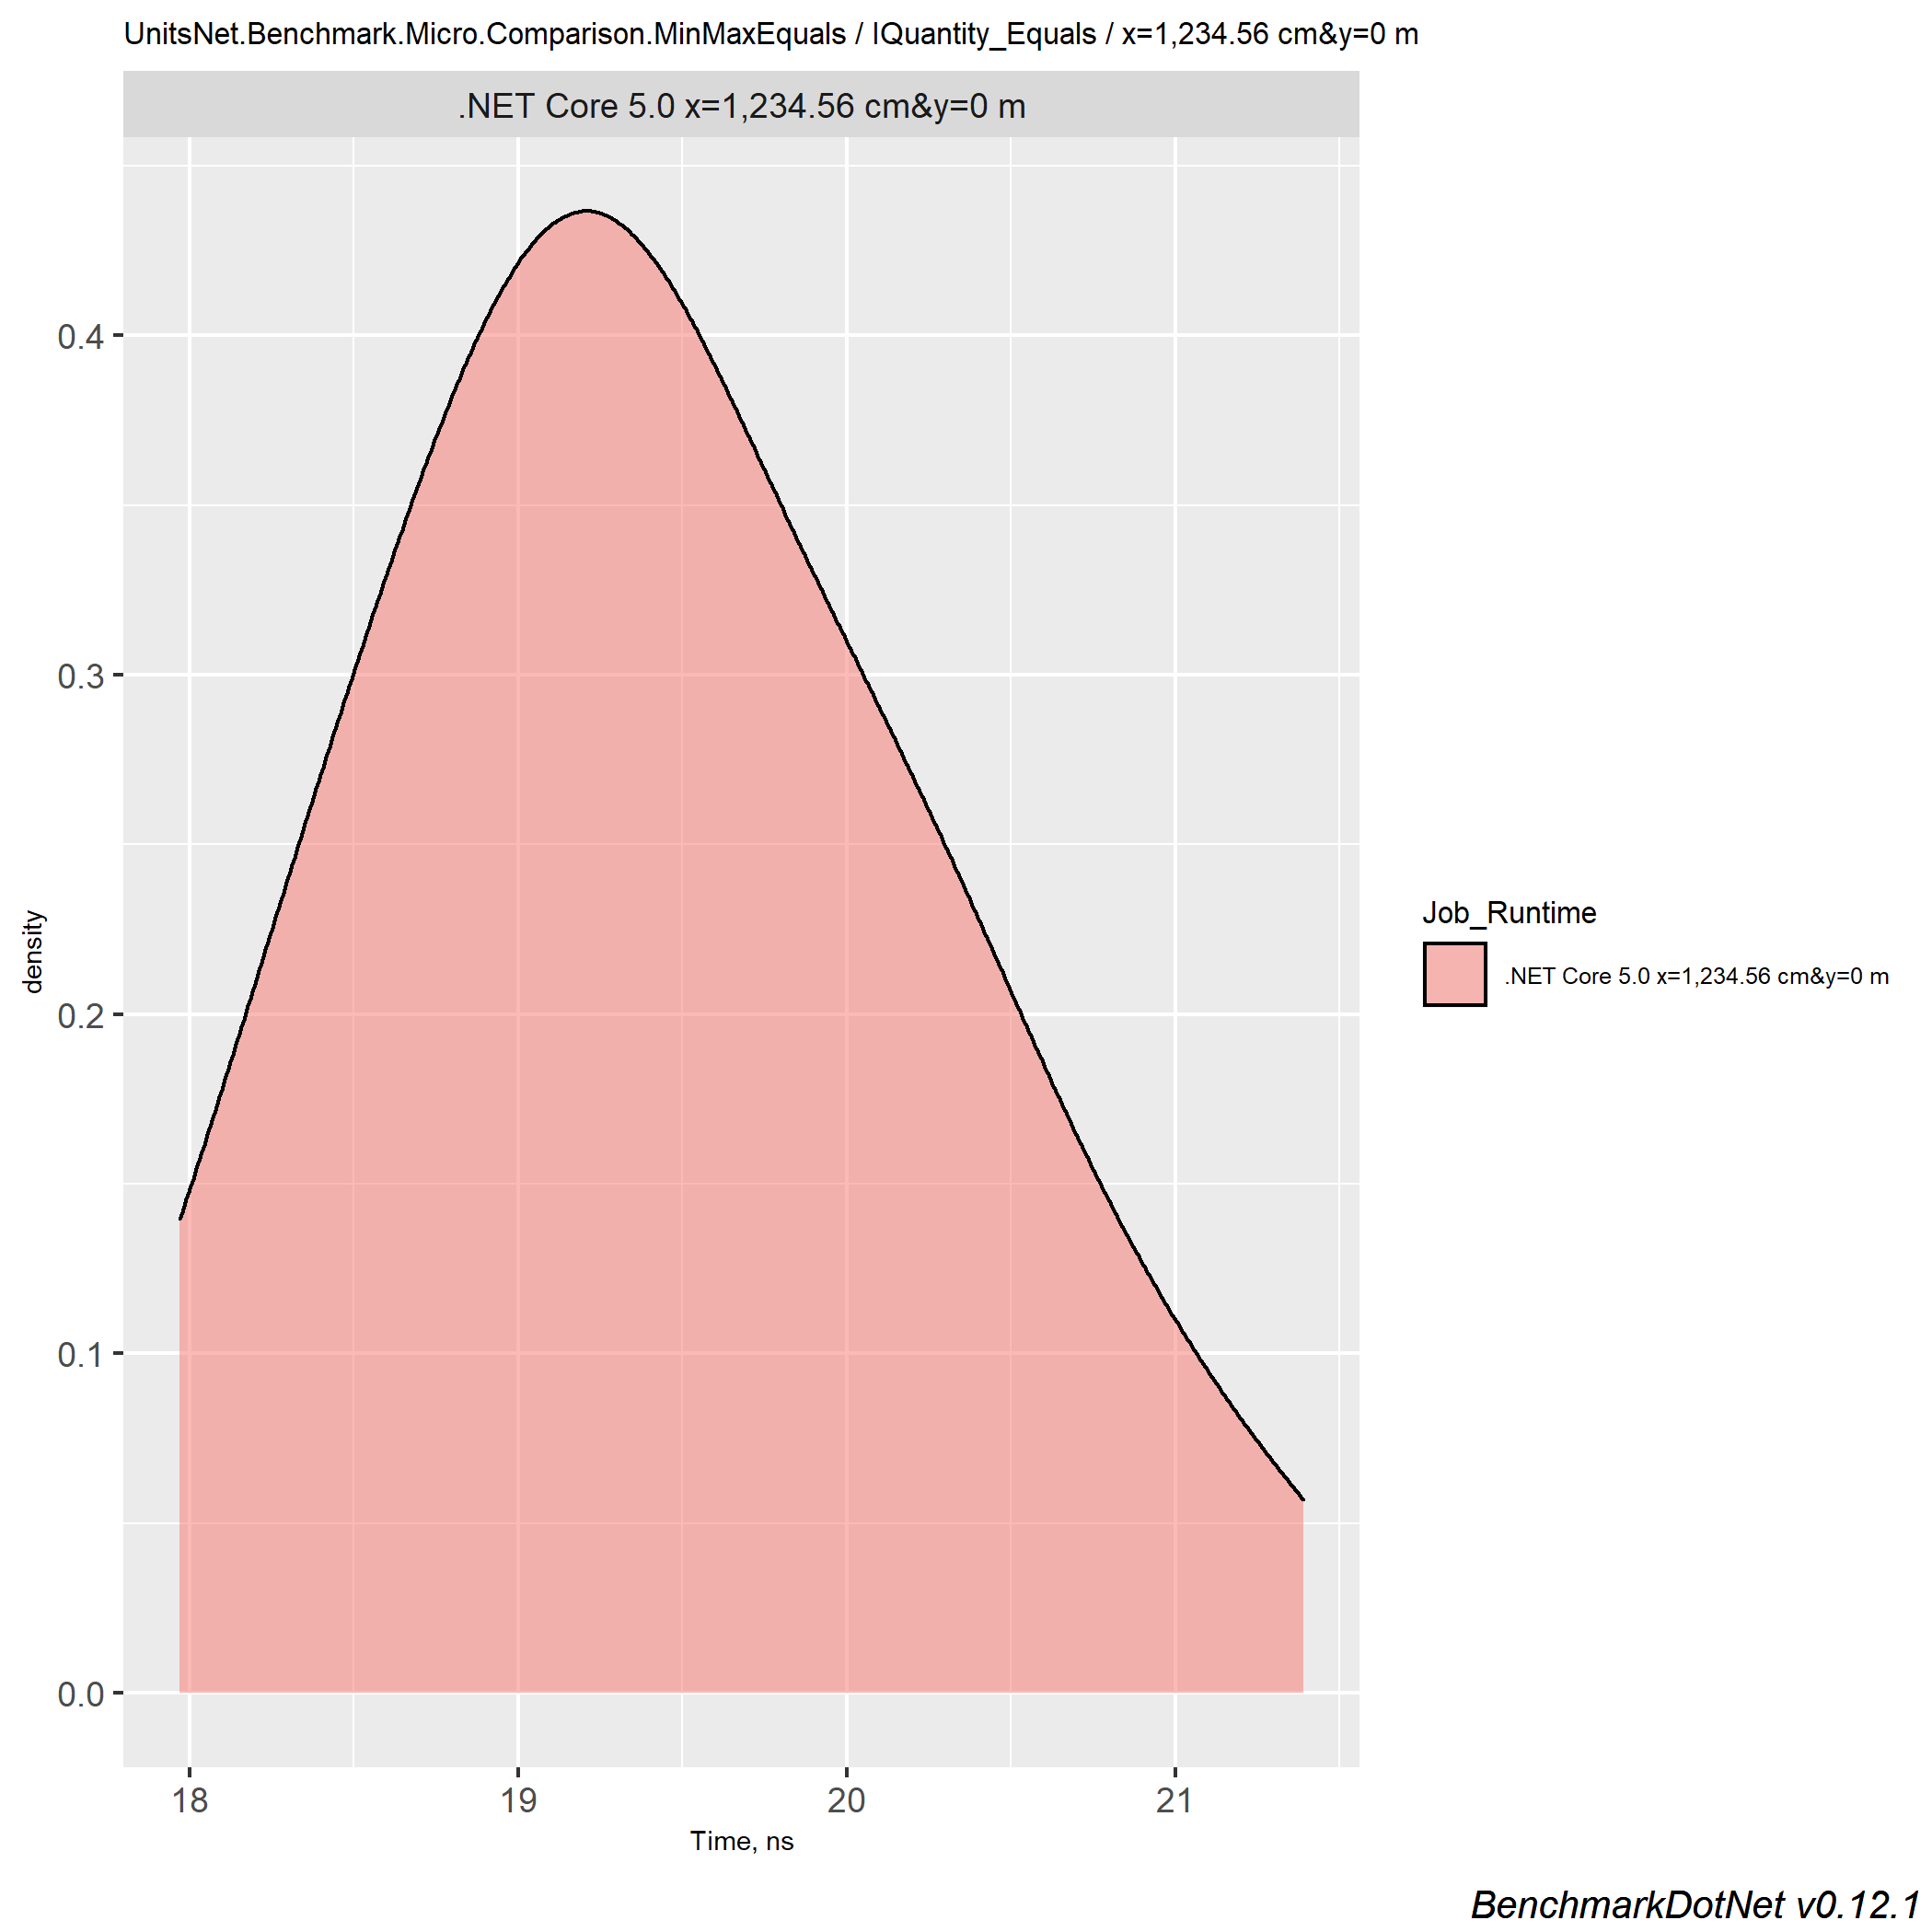 UnitsNet.Benchmark.Micro.Comparison.MinMaxEquals / IQuantity_Equals / x=1,234.56 cm&y=0 m
.NET Core 5.0 x=1,234.56 cm&y=0 m
0.4
0.3
0.2
0.1
0.0
density
18 19 20 21
Time, ns
Job_Runtime
.NET Core 5.0 x=1,234.56 cm&y=0 m
BenchmarkDotNet v0.12.1